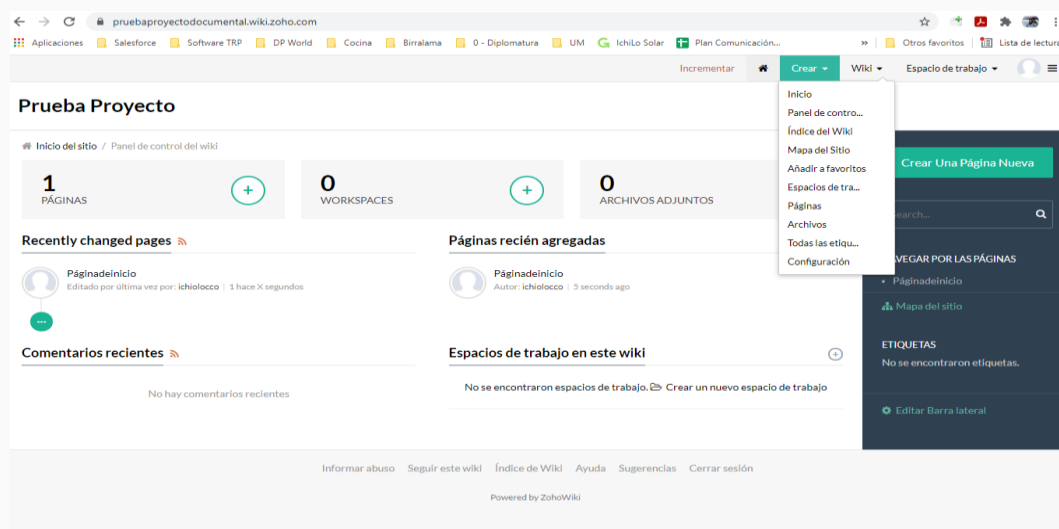 pruebaproyectodocumental.wiki.zoho.com
Aplicaciones Salesforce Software TRP DP World Cocina Birralama 0 - Diplomatura UM IchiLo Solar Plan Comunicación... » Otros favoritos Lista de lectura
Incrementar Crear Wiki Espacio de trabajo
Prueba Proyecto
Inicio
Panel de contro...
Índice del Wiki
Mapa del Sitio
Añadir a favoritos
Espacios de tra...
Páginas
Archivos
Todas las etiqu...
Configuración
Inicio del sitio / Panel de control del wiki
1
PÁGINAS
0
WORKSPACES
0
ARCHIVOS ADJUNTOS
Recently changed pages
Páginadeinicio
Editado por última vez por: ichiolocco | 1 hace X segundos
Páginas recién agregadas
Páginadeinicio
Autor: ichiolocco | 5 seconds ago
Comentarios recientes
No hay comentarios recientes
Espacios de trabajo en este wiki
No se encontraron espacios de trabajo. Crear un nuevo espacio de trabajo
Crear Una Página Nueva
earch...
VEGAR POR LAS PÁGINAS
Páginadeinicio
Mapa del sitio
ETIQUETAS
No se encontraron etiquetas.
Editar Barra lateral
Informar abuso Seguir este wiki Índice de Wiki Ayuda Sugerencias Cerrar sesión
Powered by ZohoWiki